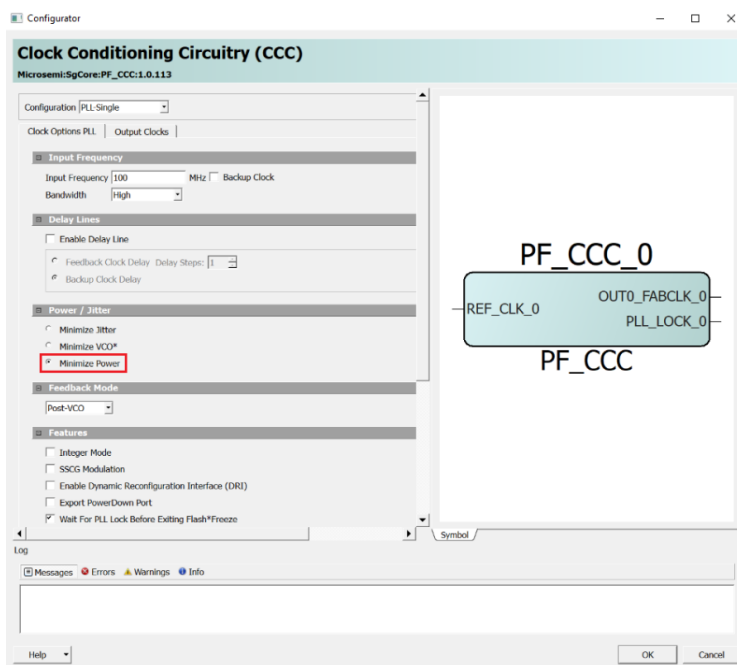 Configurator
Clock Conditioning Circuitry (CCC)
Microsemi:SgCore:PF_CCC:1.0.113
Configuration PLL-Single
Clock Options PLL Output Clocks
Input Frequency
Input Frequency 100 MHz Backup Clock
Bandwidth High
Delay Lines
Enable Delay Line
Feedback Clock Delay Delay Steps: 1
Backup Clock Delay
Power / Jitter
Minimize Jitter
Minimize VCO*
Minimize Power
Feedback Mode
Post-VCO
Features
Integer Mode
SSCG Modulation
Enable Dynamic Reconfiguration Interface (DRI)
Export PowerDown Port
Wait For PLL Lock Before Exiting Flash*Freeze
PF_CCC_0
REF_CLK_0
OUT0_FABCLK_0
PLL_LOCK_0
PF_CCC
Symbol
Log
Messages Errors Warnings Info
Help OK Cancel